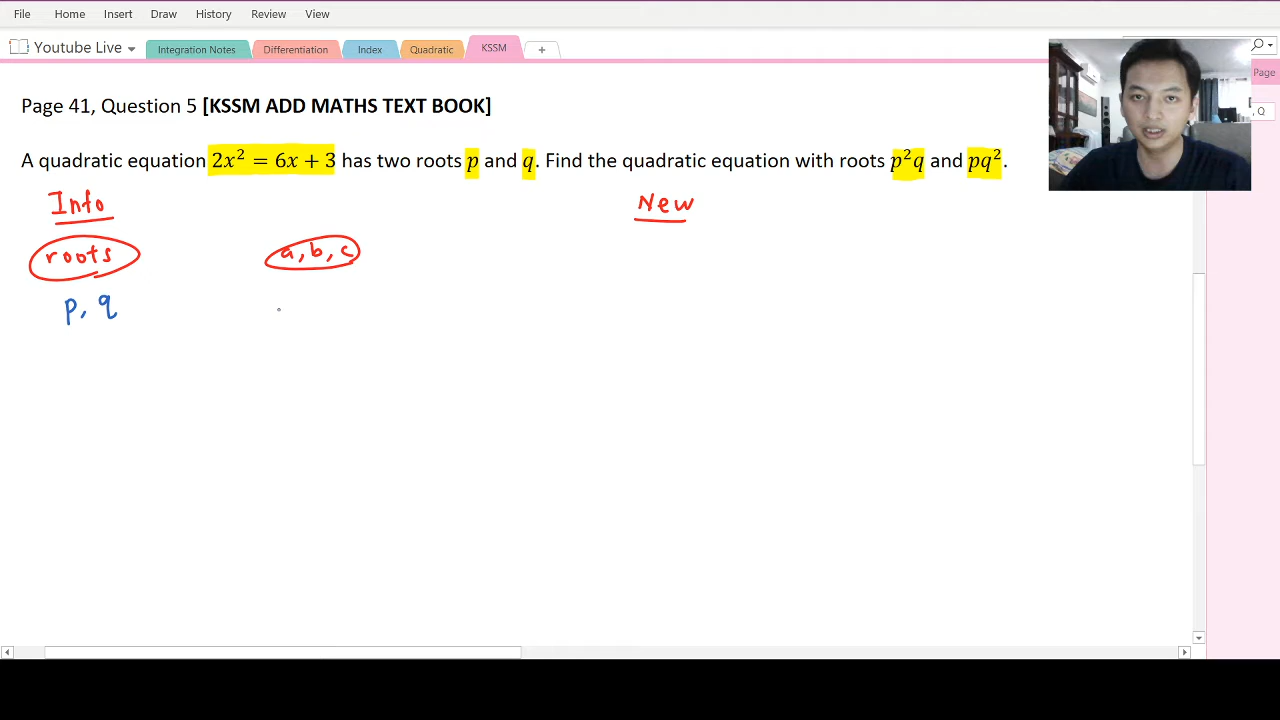 File Home Insert Draw History Review View
Youtube Live Integration Notes Differentiation Index Quadratic KSSM +
Page
Page 41, Question 5 [KSSM ADD MATHS TEXT BOOK]
, Q
A quadratic equation 2x² = 6x + 3 has two roots p and q. Find the quadratic equation with roots p²q and pq².
Info New
roots a, b, c
p, q